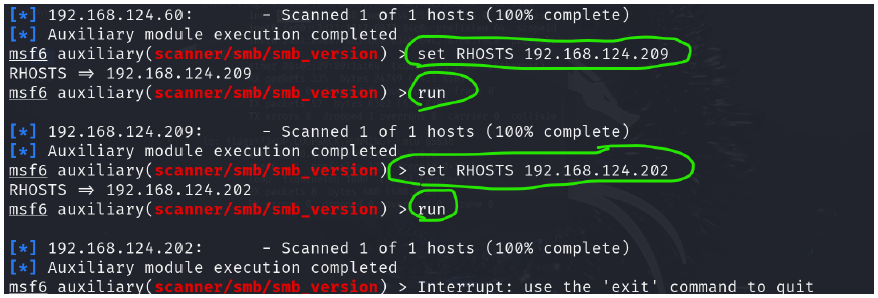 [*] 192.168.124.60:       - Scanned 1 of 1 hosts (100% complete)
[*] Auxiliary module execution completed
msf6 auxiliary(scanner/smb/smb_version) > set RHOSTS 192.168.124.209
RHOSTS ⇒ 192.168.124.209
msf6 auxiliary(scanner/smb/smb_version) > run
[*] 192.168.124.209:      - Scanned 1 of 1 hosts (100% complete)
[*] Auxiliary module execution completed
msf6 auxiliary(scanner/smb/smb_version) > set RHOSTS 192.168.124.202
RHOSTS ⇒ 192.168.124.202
msf6 auxiliary(scanner/smb/smb_version) > run
[*] 192.168.124.202:      - Scanned 1 of 1 hosts (100% complete)
[*] Auxiliary module execution completed
msf6 auxiliary(scanner/smb/smb_version) > Interrupt: use the 'exit' command to quit